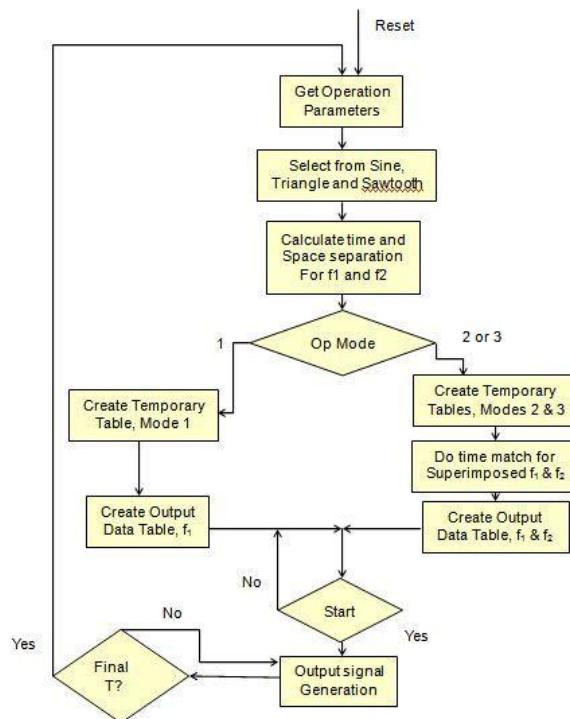 Reset
Get Operation
Parameters
Select from Sine,
Triangle and Sawtooth
Calculate time and
Space separation
For f1 and f2
1
Op Mode
2 or 3
Create Temporary
Table, Mode 1
Create Temporary
Tables, Modes 2 & 3
Do time match for
Superimposed f₁ & f₂
Create Output
Data Table, f₁
Create Output
Data Table, f₁ & f₂
No
Start
Yes
No
Yes
Final
T?
Output signal
Generation